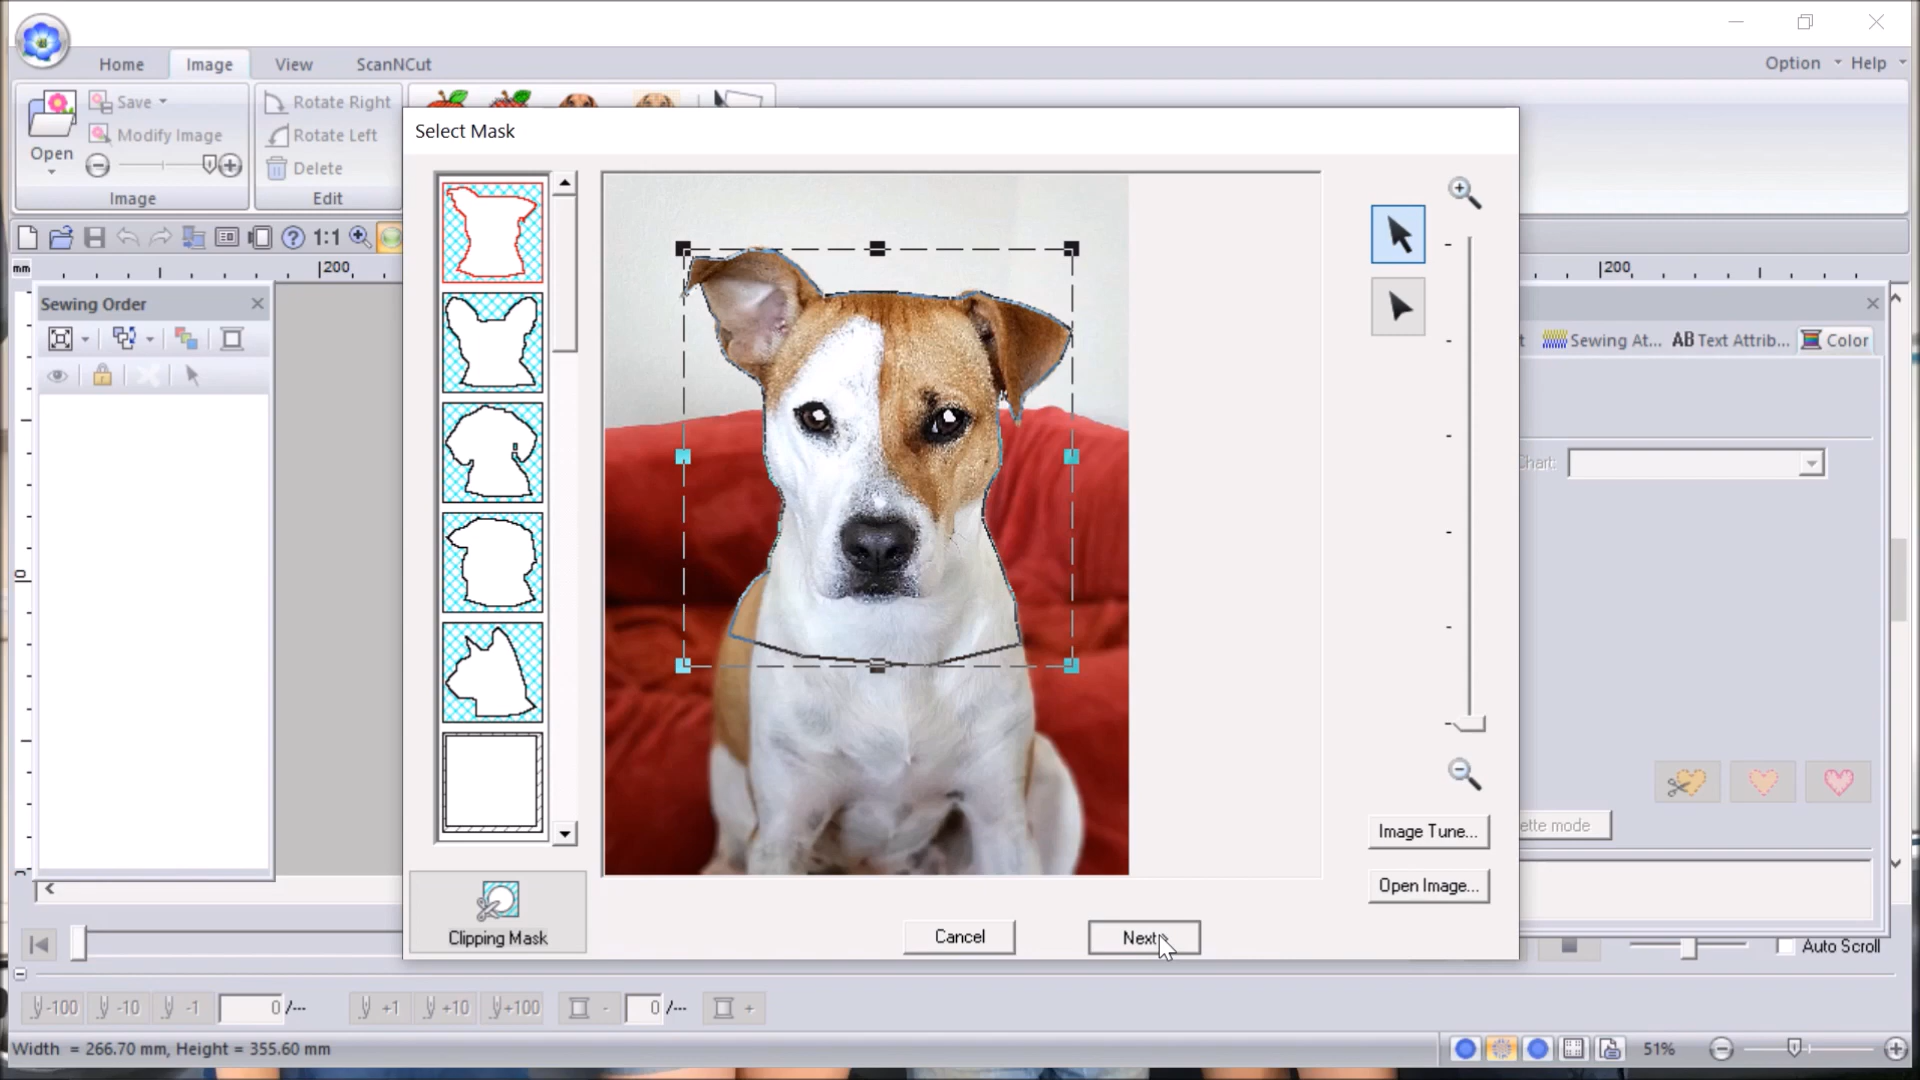 Home Image View ScanNCut Option Help
Open
Save
Modify Image
Image
Rotate Right
Rotate Left
Delete
Edit
Select Mask
1:1
mm 200 200
Sewing Order
0
Clipping Mask
Cancel Next
Image Tune...
Open Image...
t Sewing At... AB Text Attrib... Color
Chart:
ette mode
Auto Scroll
-100 -10 -1 0 /--- +1 +10 +100 - 0 /--- +
Width = 266.70 mm, Height = 355.60 mm 51%